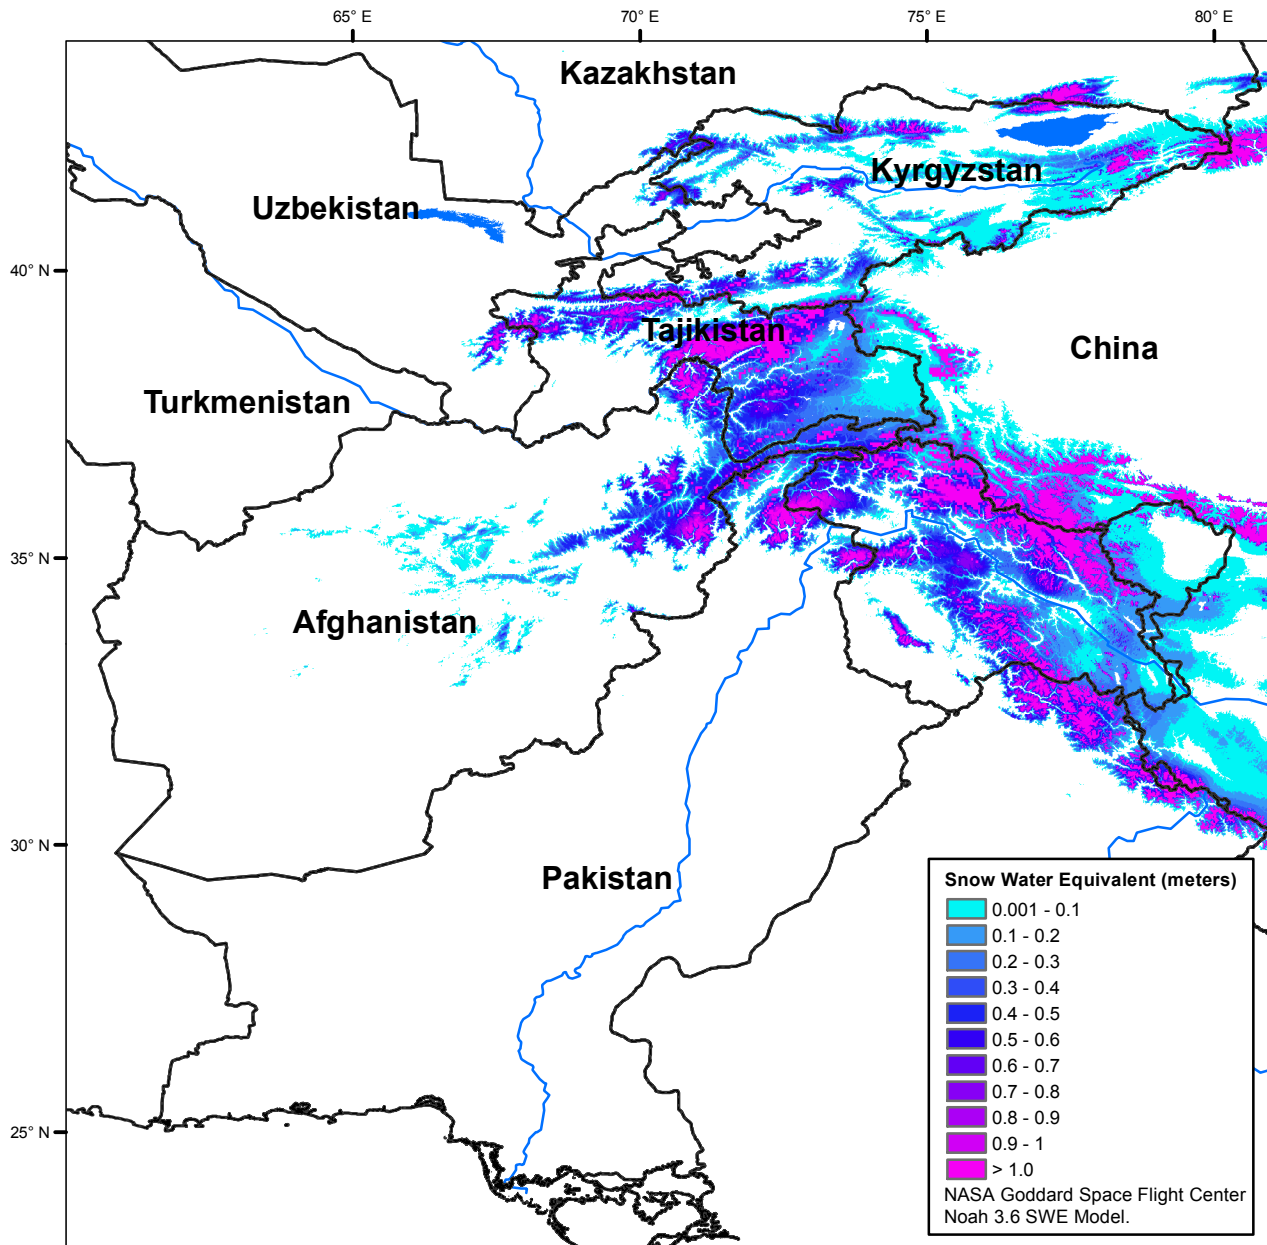 65° E
70° E
75° E
80° E
Kazakhstan
Kyrgyzstan
Uzbekistan
40° N
Tajikistan
China
Turkmenistan
35° N
Afghanistan
30° N
Pakistan
25° N
Snow Water Equivalent (meters)
0.001 - 0.1
0.1 - 0.2
0.2 - 0.3
0.3 - 0.4
0.4 - 0.5
0.5 - 0.6
0.6 - 0.7
0.7 - 0.8
0.8 - 0.9
0.9 - 1
> 1.0
NASA Goddard Space Flight Center
Noah 3.6 SWE Model.